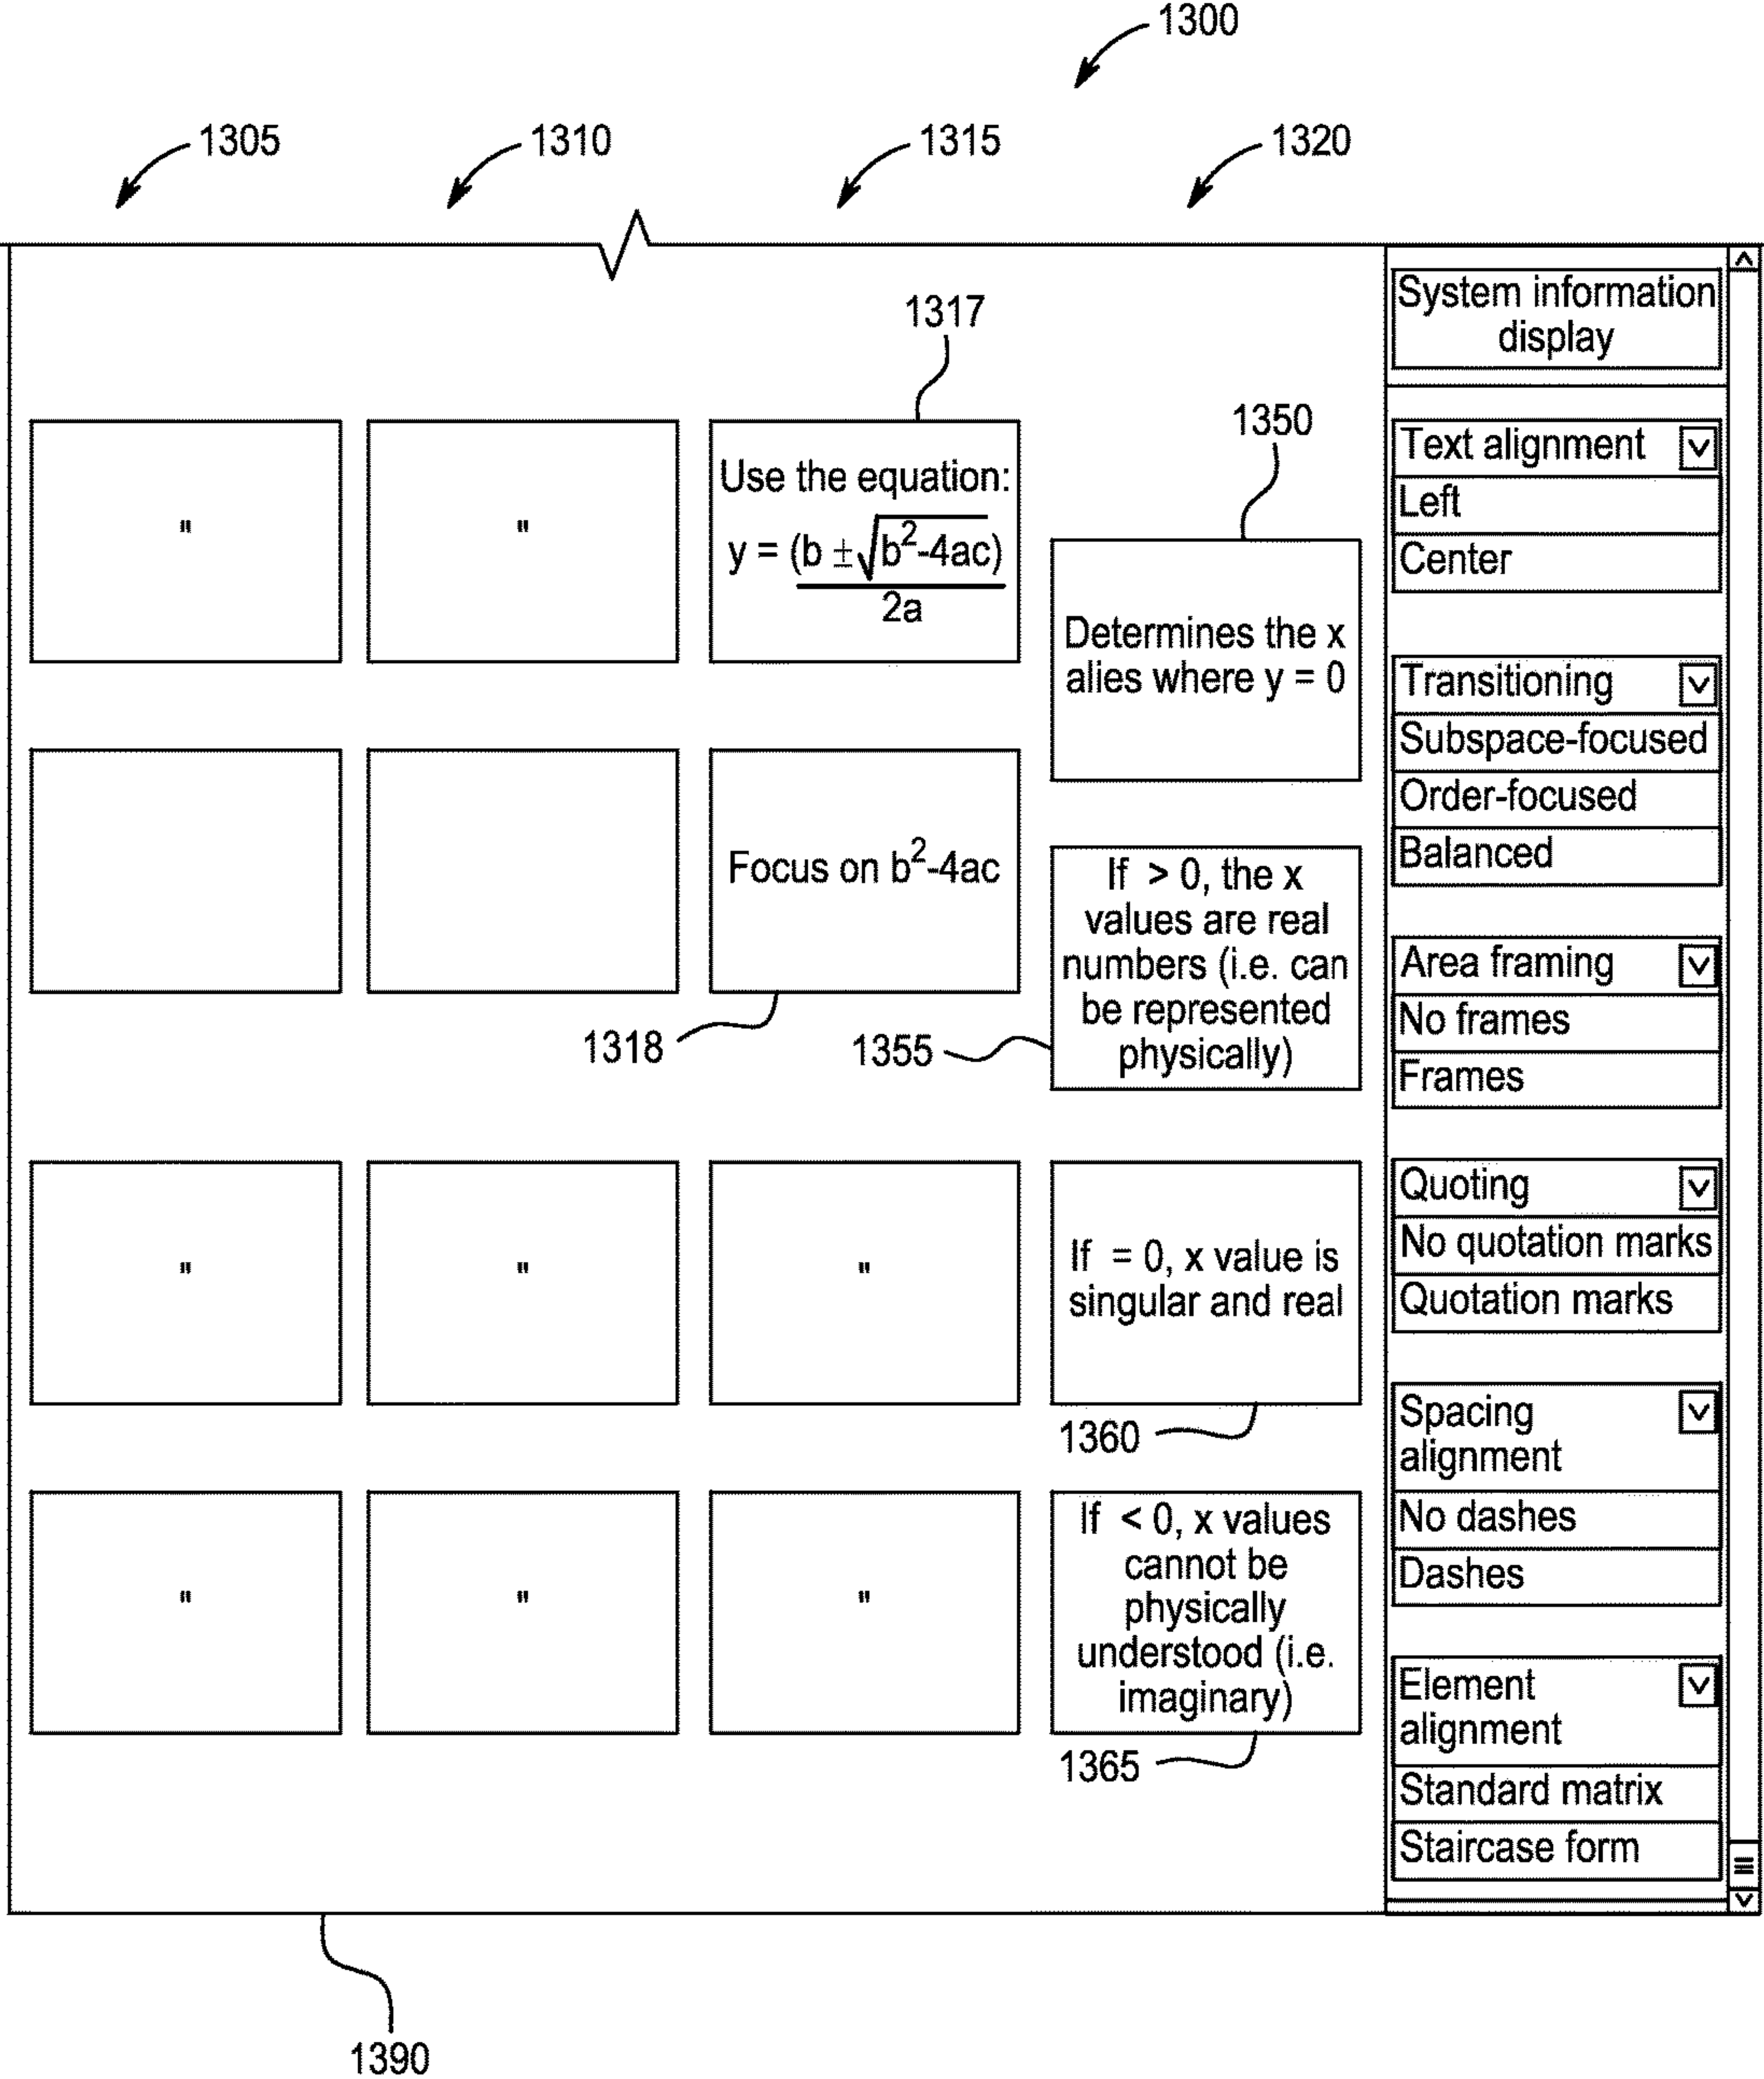 1300
1305
1310
1315
1320
1317
1350
"
"
Use the equation:
y = (b ±√b²-4ac)
2a
Determines the x
alies where y = 0
Focus on b²-4ac
1318
If > 0, the x
values are real
numbers (i.e. can
be represented
physically)
1355
"
"
"
If = 0, x value is
singular and real
1360
"
"
"
If < 0, x values
cannot be
physically
understood (i.e.
imaginary)
1365
1390
System information
display
Text alignment
Left
Center
Transitioning
Subspace-focused
Order-focused
Balanced
Area framing
No frames
Frames
Quoting
No quotation marks
Quotation marks
Spacing
alignment
No dashes
Dashes
Element
alignment
Standard matrix
Staircase form